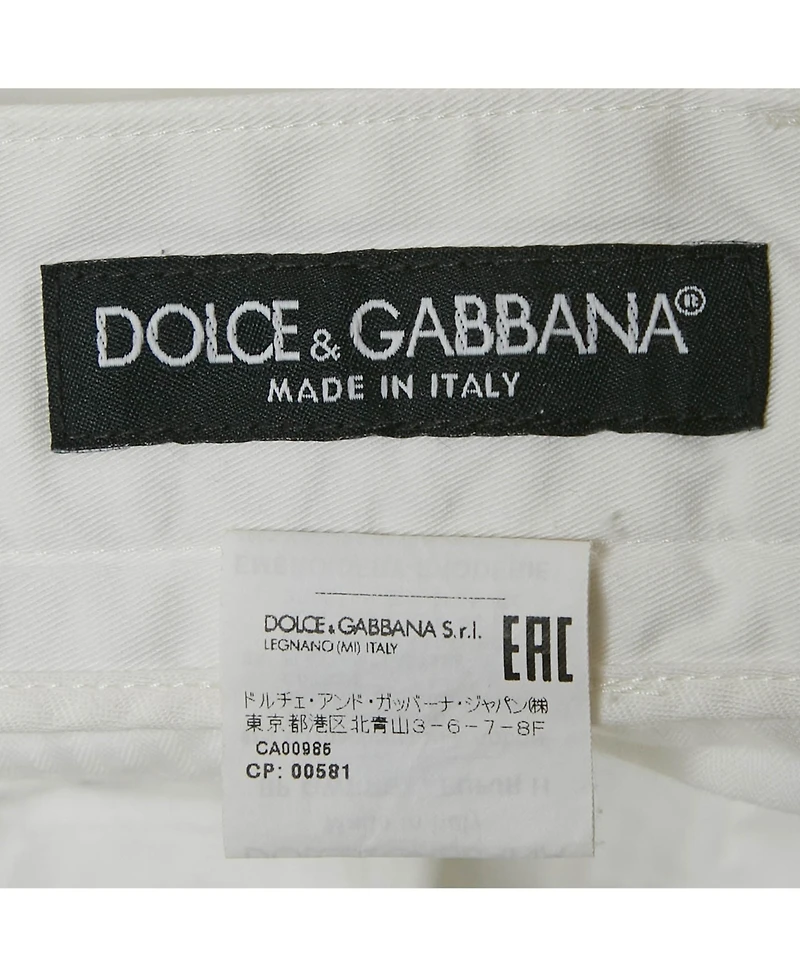 DOLCE & GABBANA®
MADE IN ITALY
DOLCE & GABBANA S.r.l.
LEGNANO (MI) ITALY
EAC
ドルチェ・アンド・ガッバーナ・ジャパン㈱
東京都港区北青山3-6-7-8F
CA00985
CP: 00581